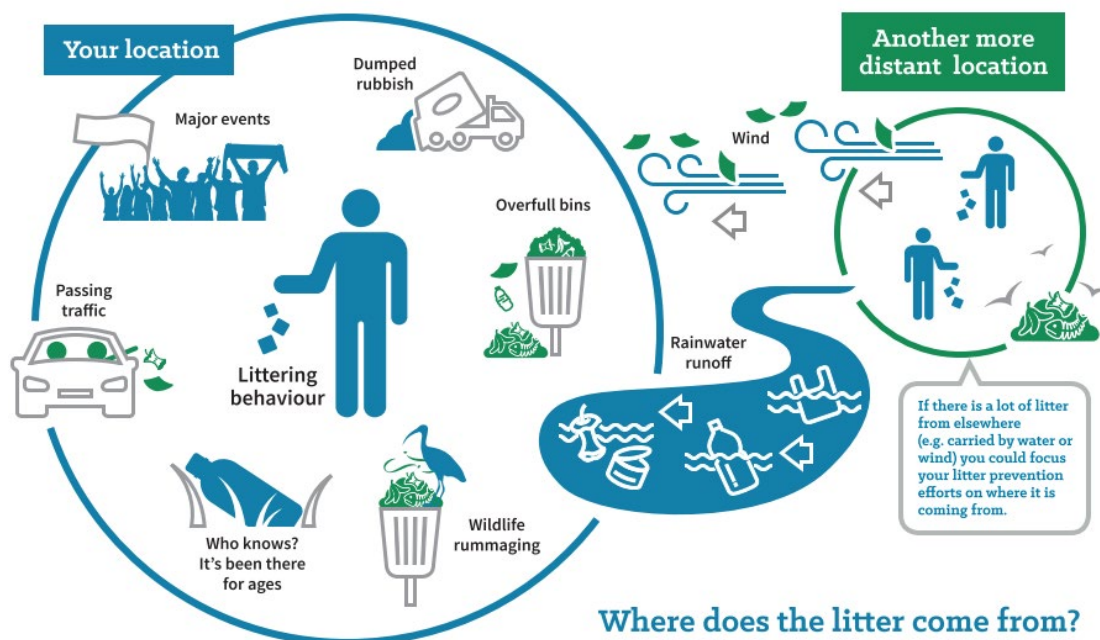 Your location
Another more
distant location
Dumped
rubbish
Major events
Wind
Overfull bins
Passing
traffic
Rainwater
runoff
Littering
behaviour
If there is a lot of litter
from elsewhere
(e.g. carried by water or
wind) you could focus
your litter prevention
efforts on where it is
coming from.
Wildlife
rummaging
Who knows?
It's been there
for ages
Where does the litter come from?